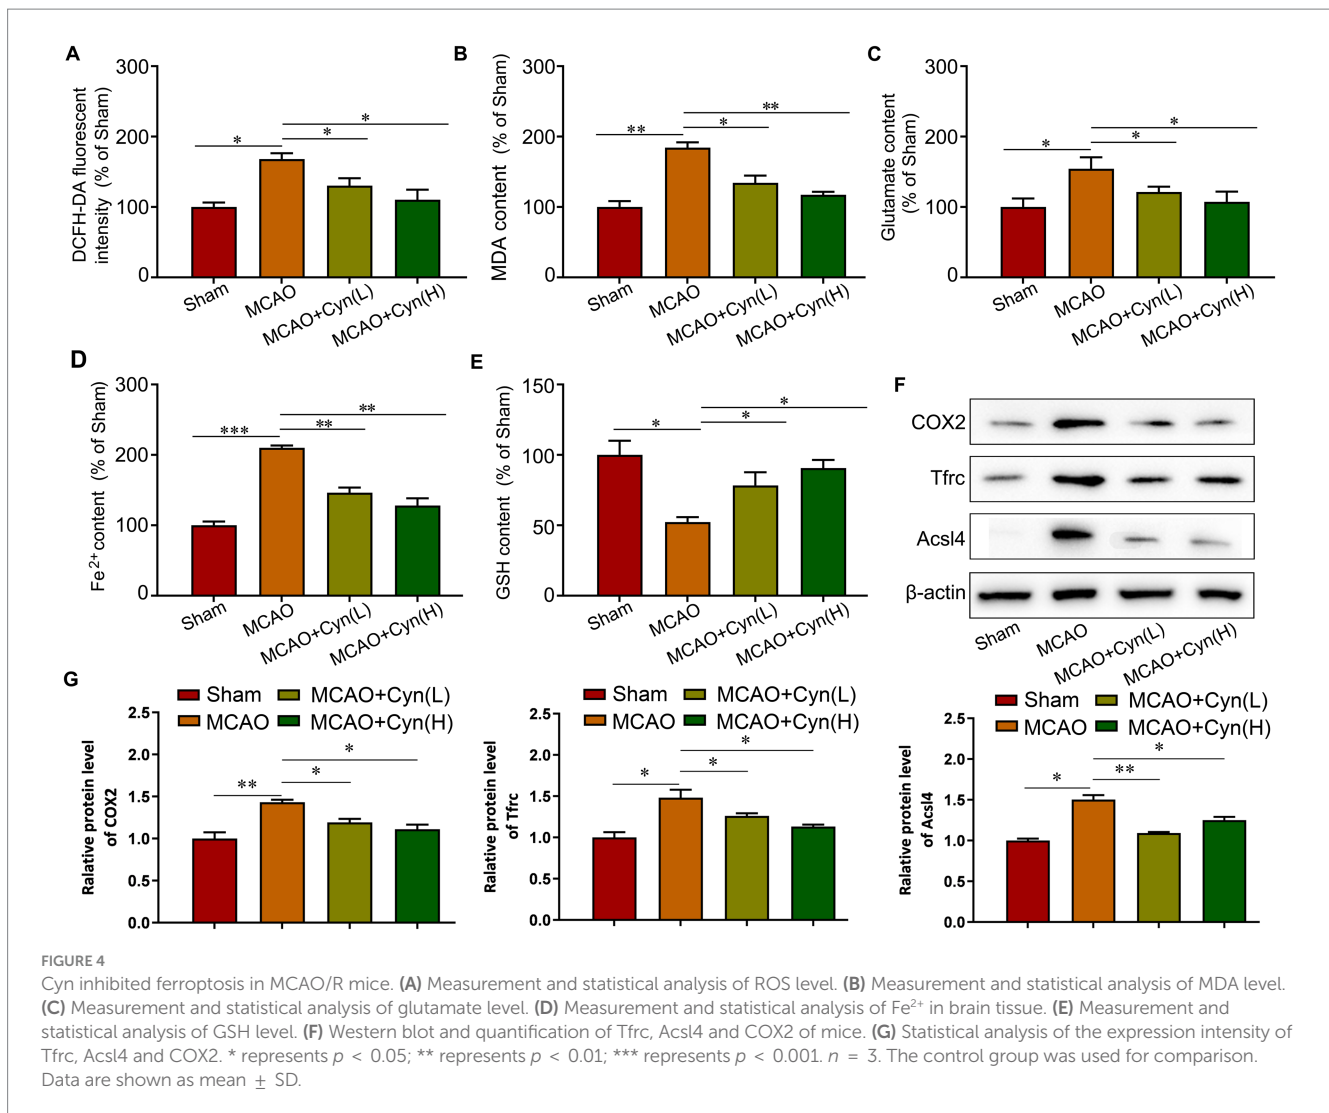 A
DCFH-DA fluorescent
intensity (% of Sham)
300
200
100
0
*
*
*
Sham
MCAO
MCAO+Cyn(L)
MCAO+Cyn(H)
B
MDA content (% of Sham)
300
200
100
0
**
*
**
Sham
MCAO
MCAO+Cyn(L)
MCAO+Cyn(H)
C
Glutamate content
(% of Sham)
300
200
100
0
*
*
*
Sham
MCAO
MCAO+Cyn(L)
MCAO+Cyn(H)
D
Fe²⁺ content (% of Sham)
300
200
100
0
***
**
**
Sham
MCAO
MCAO+Cyn(L)
MCAO+Cyn(H)
E
GSH content (% of Sham)
150
100
50
0
*
*
*
Sham
MCAO
MCAO+Cyn(L)
MCAO+Cyn(H)
F
COX2
Tfrc
Acsl4
β-actin
Sham
MCAO
MCAO+Cyn(L)
MCAO+Cyn(H)
G
Sham
MCAO+Cyn(L)
MCAO
MCAO+Cyn(H)
Ralative protein level
of COX2
2.5
2.0
1.5
1.0
0.5
0.0
**
*
*
Sham
MCAO+Cyn(L)
MCAO
MCAO+Cyn(H)
Ralative protein level
of Tfrc
2.5
2.0
1.5
1.0
0.5
0.0
*
*
*
Sham
MCAO+Cyn(L)
MCAO
MCAO+Cyn(H)
Ralative protein level
of Acsl4
2.5
2.0
1.5
1.0
0.5
0.0
*
**
*
FIGURE 4
Cyn inhibited ferroptosis in MCAO/R mice. (A) Measurement and statistical analysis of ROS level. (B) Measurement and statistical analysis of MDA level.
(C) Measurement and statistical analysis of glutamate level. (D) Measurement and statistical analysis of Fe²⁺ in brain tissue. (E) Measurement and
statistical analysis of GSH level. (F) Western blot and quantification of Tfrc, Acsl4 and COX2 of mice. (G) Statistical analysis of the expression intensity of
Tfrc, Acsl4 and COX2. * represents p < 0.05; ** represents p < 0.01; *** represents p < 0.001. n = 3. The control group was used for comparison.
Data are shown as mean ± SD.